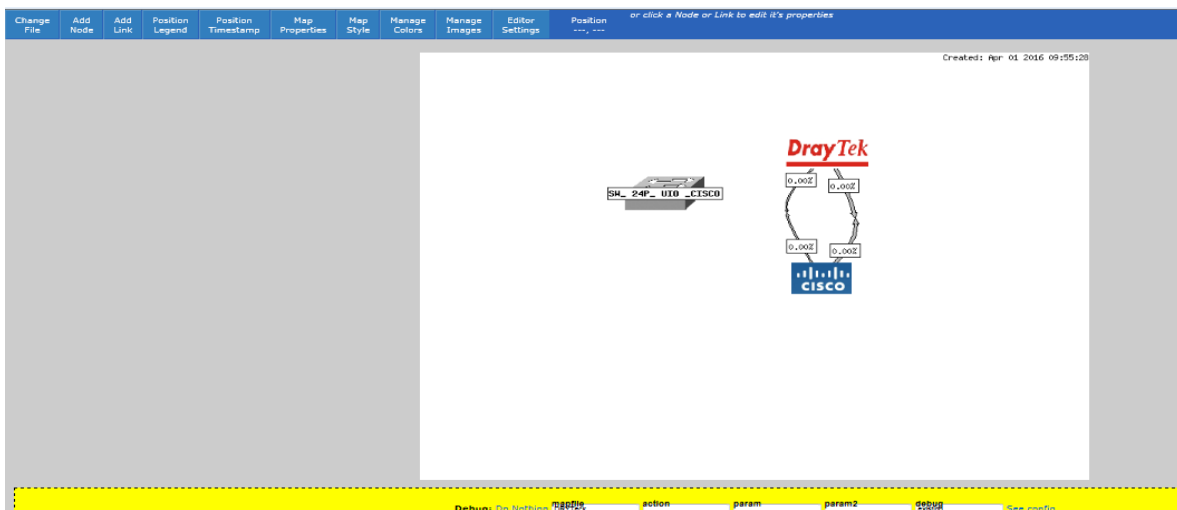 Change File
Add Node
Add Link
Position Legend
Position Timestamp
Map Properties
Map Style
Manage Colors
Manage Images
Editor Settings
Position ---, ---
or click a Node or Link to edit it's properties
Created: Apr 01 2016 09:55:28
DrayTek
0.00%
0.00%
SW_ 24P_ UIO _CISCO
0.00%
0.00%
CISCO
mapfile action param param2 debug
Debug: Do Nothing See config